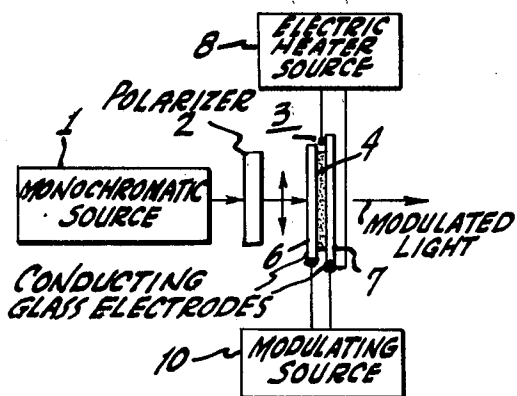 8
ELECTRIC
HEATER
SOURCE
POLARIZER
2
3
4
1
MONOCHROMATIC
SOURCE
MODULATED
LIGHT
6
7
CONDUCTING
GLASS ELECTRODES
10
MODULATING
SOURCE